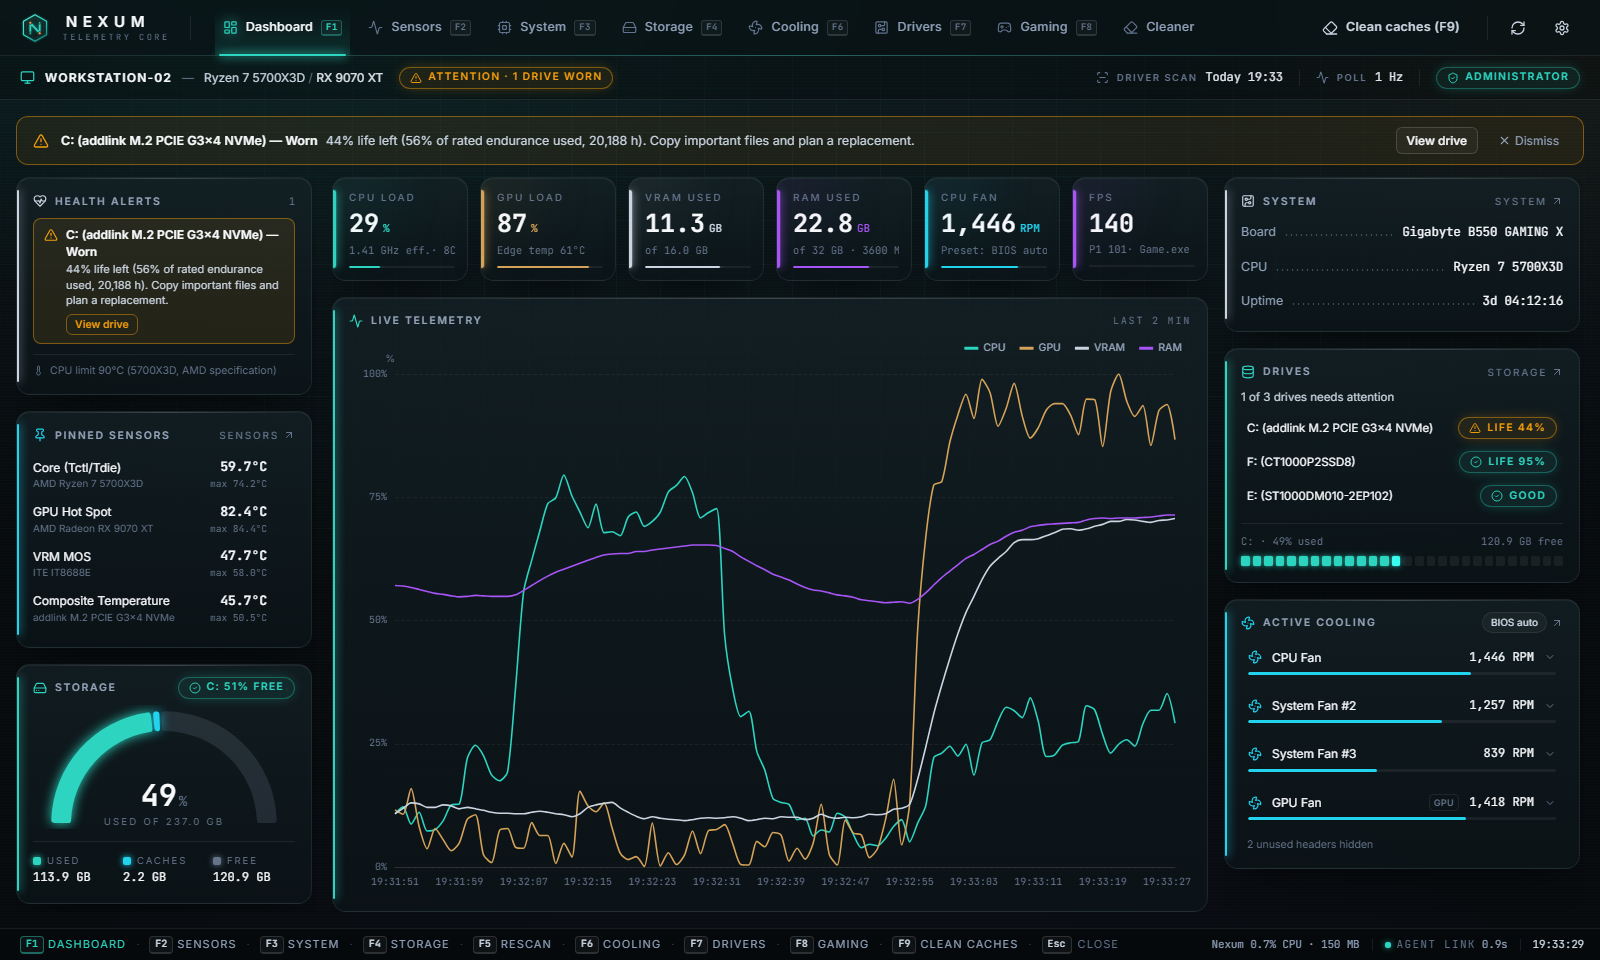 NEXUM
TELEMETRY CORE
Dashboard F1
Sensors F2
System F3
Storage F4
Cooling F6
Drivers F7
Gaming F8
Cleaner
Clean caches (F9)
WORKSTATION-02 — Ryzen 7 5700X3D / RX 9070 XT
ATTENTION · 1 DRIVE WORN
DRIVER SCAN Today 19:33
POLL 1 Hz
ADMINISTRATOR
C: (addlink M.2 PCIE G3×4 NVMe) — Worn 44% life left (56% of rated endurance used, 20,188 h). Copy important files and plan a replacement.
View drive
Dismiss
HEALTH ALERTS 1
C: (addlink M.2 PCIE G3×4 NVMe) —
Worn
44% life left (56% of rated endurance
used, 20,188 h). Copy important files and
plan a replacement.
View drive
CPU limit 90°C (5700X3D, AMD specification)
PINNED SENSORS SENSORS
Core (Tctl/Tdie) 59.7°C
AMD Ryzen 7 5700X3D max 74.2°C
GPU Hot Spot 82.4°C
AMD Radeon RX 9070 XT max 84.4°C
VRM MOS 47.7°C
ITE IT8688E max 58.0°C
Composite Temperature 45.7°C
addlink M.2 PCIE G3×4 NVMe max 50.5°C
STORAGE C: 51% FREE
49%
USED OF 237.0 GB
USED CACHES FREE
113.9 GB 2.2 GB 120.9 GB
CPU LOAD
29 %
1.41 GHz eff.· 8C
GPU LOAD
87 %
Edge temp 61°C
VRAM USED
11.3 GB
of 16.0 GB
RAM USED
22.8 GB
of 32 GB · 3600 M
CPU FAN
1,446 RPM
Preset: BIOS auto
FPS
140
P1 101· Game.exe
LIVE TELEMETRY LAST 2 MIN
CPU GPU VRAM RAM
%
100%
75%
50%
25%
0%
19:31:51 19:31:59 19:32:07 19:32:15 19:32:23 19:32:31 19:32:39 19:32:47 19:32:55 19:33:03 19:33:11 19:33:19 19:33:27
SYSTEM SYSTEM
Board Gigabyte B550 GAMING X
CPU Ryzen 7 5700X3D
Uptime 3d 04:12:16
DRIVES STORAGE
1 of 3 drives needs attention
C: (addlink M.2 PCIE G3×4 NVMe) LIFE 44%
F: (CT1000P2SSD8) LIFE 95%
E: (ST1000DM010-2EP102) GOOD
C: · 49% used 120.9 GB free
ACTIVE COOLING BIOS auto
CPU Fan 1,446 RPM
System Fan #2 1,257 RPM
System Fan #3 839 RPM
GPU Fan GPU 1,418 RPM
2 unused headers hidden
F1 DASHBOARD · F2 SENSORS · F3 SYSTEM · F4 STORAGE · F5 RESCAN · F6 COOLING · F7 DRIVERS · F8 GAMING · F9 CLEAN CACHES · Esc CLOSE
Nexum 0.7% CPU · 150 MB
AGENT LINK 0.9s
19:33:29